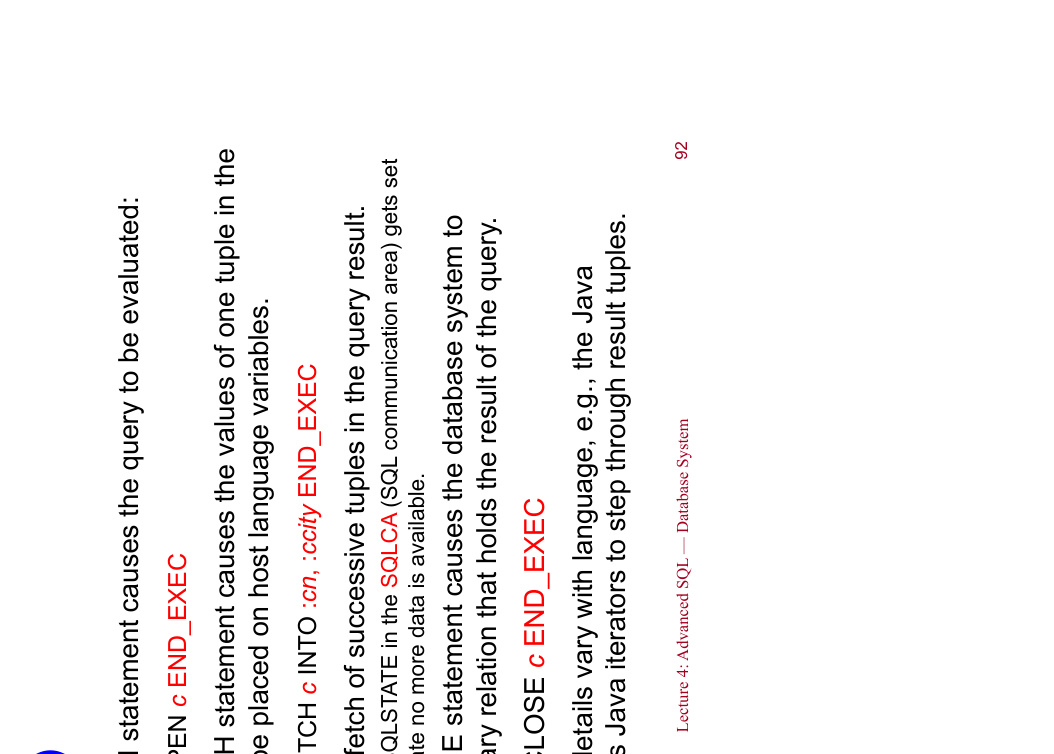 statement causes the query to be evaluated:
PEN c END_EXEC
H statement causes the values of one tuple in the
be placed on host language variables.
TCH c INTO :cn, :ccity END_EXEC
fetch of successive tuples in the query result.
QLSTATE in the SQLCA (SQL communication area) gets set
te no more data is available.
E statement causes the database system to
ary relation that holds the result of the query.
CLOSE c END_EXEC
details vary with language, e.g., the Java
s Java iterators to step through result tuples.
Lecture 4: Advanced SQL — Database System 92